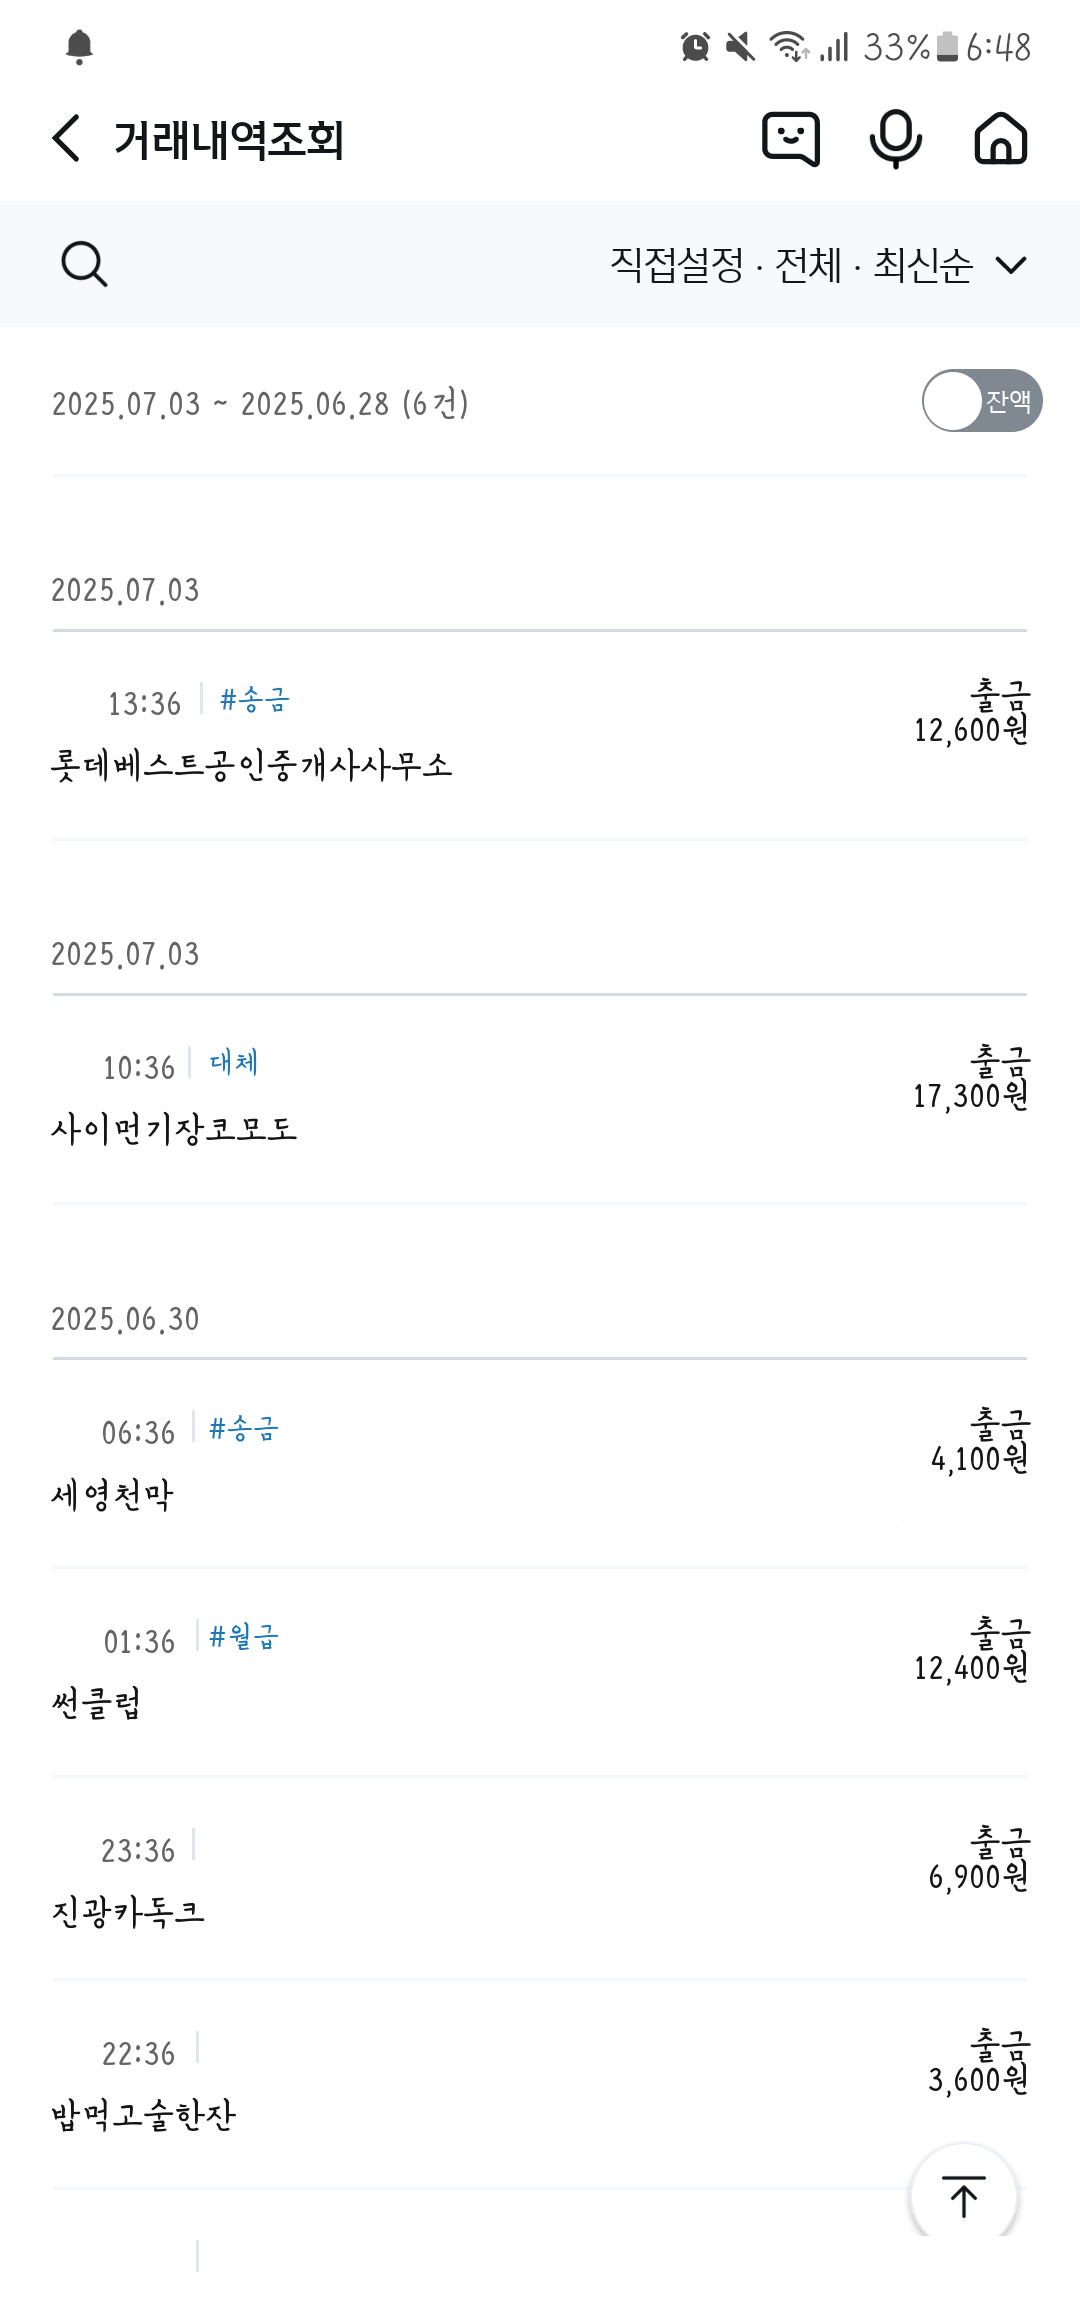 33% 6:48
거래내역조회
직접설정 · 전체 · 최신순
2025.07.03 ~ 2025.06.28 (6건)
잔액
2025.07.03
13:36 #송금
출금
12,600원
롯데베스트공인중개사사무소
2025.07.03
10:36 대체
출금
17,300원
사이먼기장코모도
2025.06.30
06:36 #송금
출금
4,100원
세영천막
01:36 #월급
출금
12,400원
썬클럽
23:36
출금
6,900원
진광카독크
22:36
출금
3,600원
밥먹고술한잔